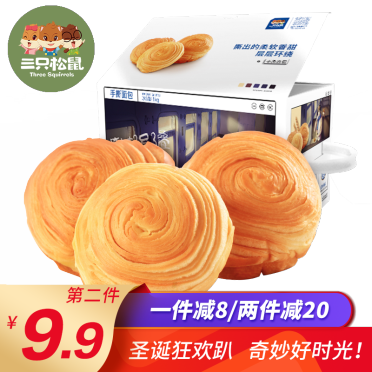 三只松鼠
Three Squirrels
撕出的柔软香甜
层层环绕
手撕面包
1kg
第二件
¥9.9
一件减8/两件减20
圣诞狂欢趴 奇妙好时光！